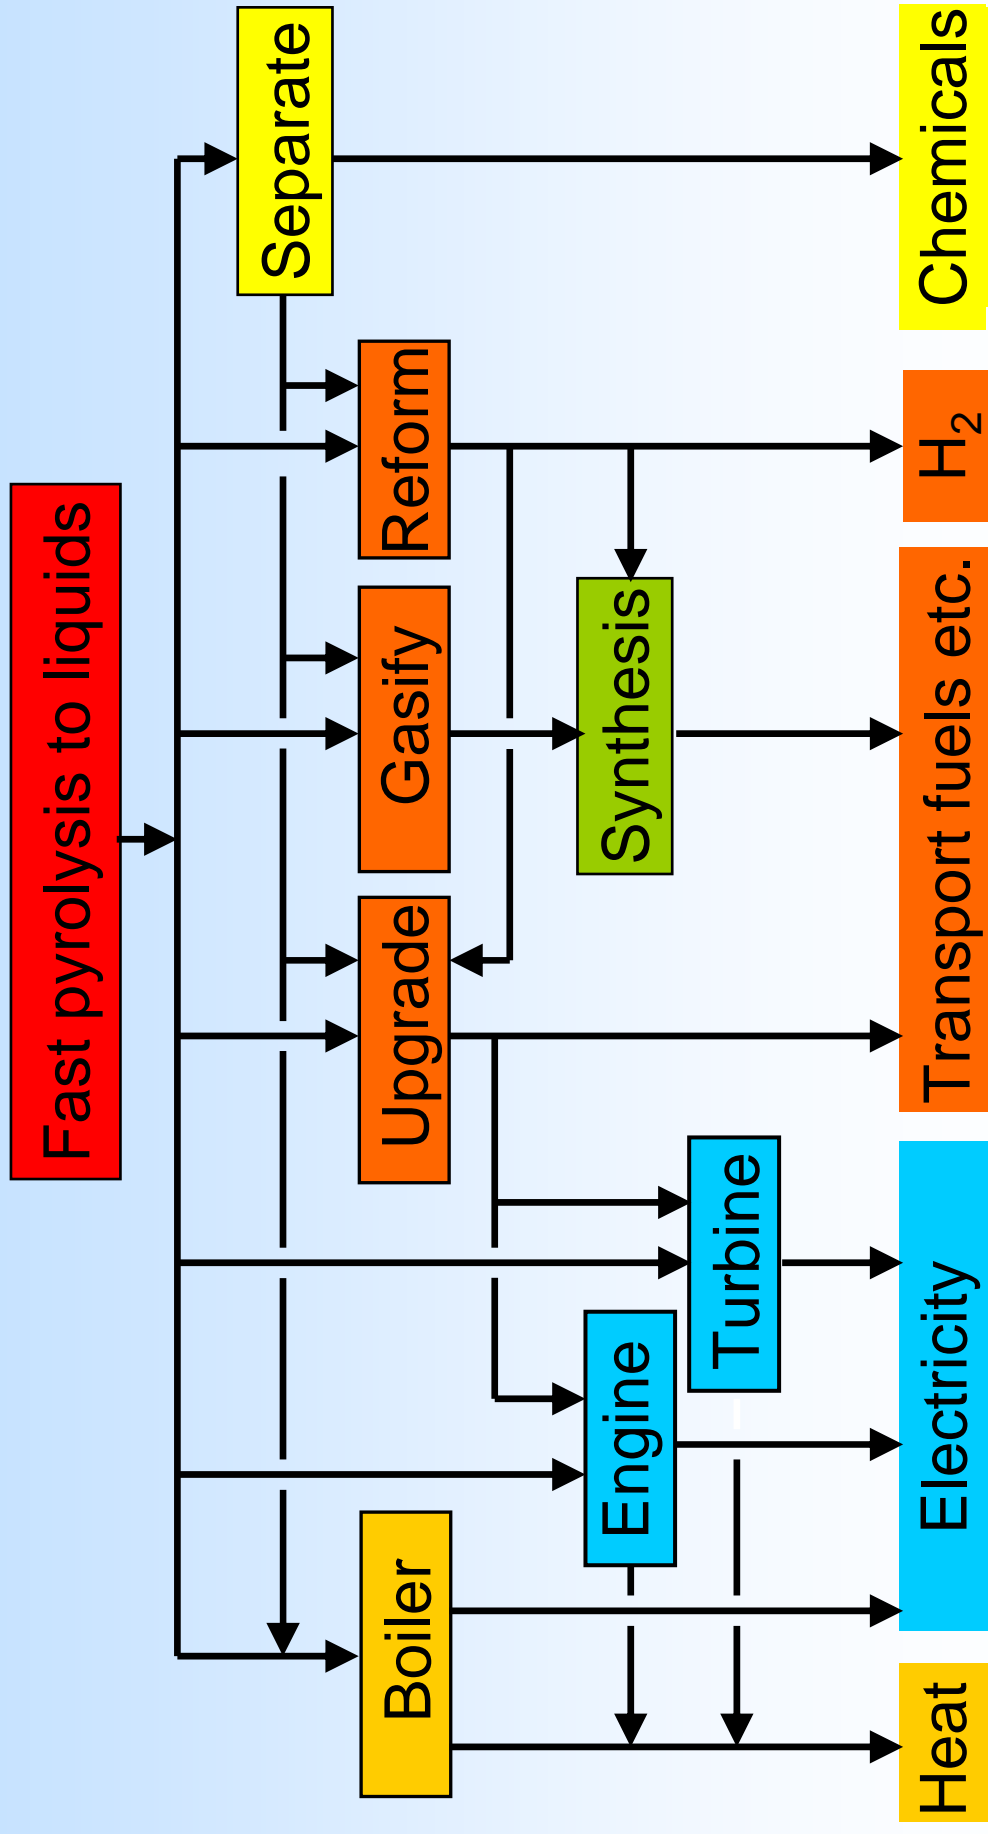 Fast pyrolysis to liquids
Separate
Boiler
Upgrade
Gasify
Reform
Engine
Synthesis
Turbine
Heat
Electricity
Transport fuels etc.
H₂
Chemicals